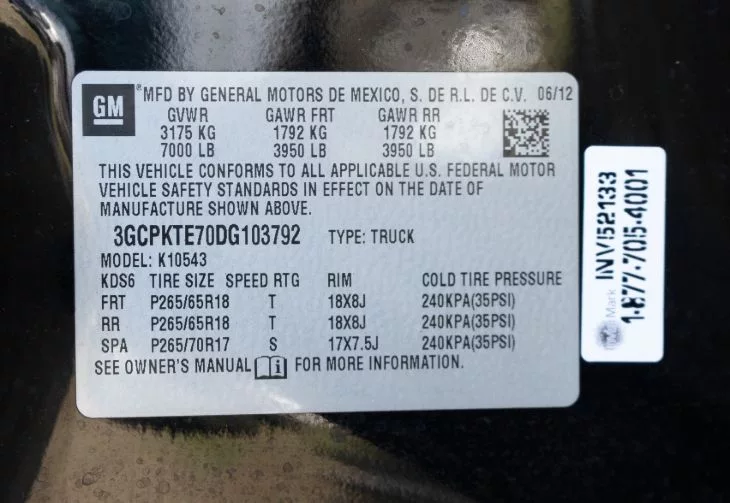 GM
®MFD BY GENERAL MOTORS DE MEXICO, S. DE R.L. DE C.V. 06/12
GVWR GAWR FRT GAWR RR
3175 KG 1792 KG 1792 KG
7000 LB 3950 LB 3950 LB
THIS VEHICLE CONFORMS TO ALL APPLICABLE U.S. FEDERAL MOTOR
VEHICLE SAFETY STANDARDS IN EFFECT ON THE DATE OF
MANUFACTURE SHOWN ABOVE.
3GCPKTE70DG103792 TYPE: TRUCK
MODEL: K10543
KDS6 TIRE SIZE SPEED RTG RIM COLD TIRE PRESSURE
FRT P265/65R18 T 18X8J 240KPA(35PSI)
RR P265/65R18 T 18X8J 240KPA(35PSI)
SPA P265/70R17 S 17X7.5J 240KPA(35PSI)
SEE OWNER'S MANUAL i FOR MORE INFORMATION.
Mark INV152133
1-877-705-4001